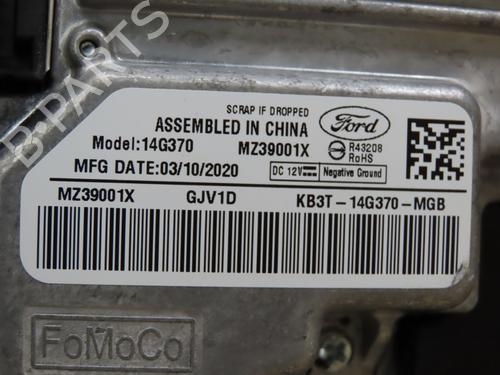 B-PARTS
SCRAP IF DROPPED
ASSEMBLED IN CHINA
Ford
Model:14G370 MZ39001X
R43208
RoHS
MFG DATE:03/10/2020
DC 12V Negative Ground
MZ39001X GJV1D KB3T-14G370-MGB
FoMoCo